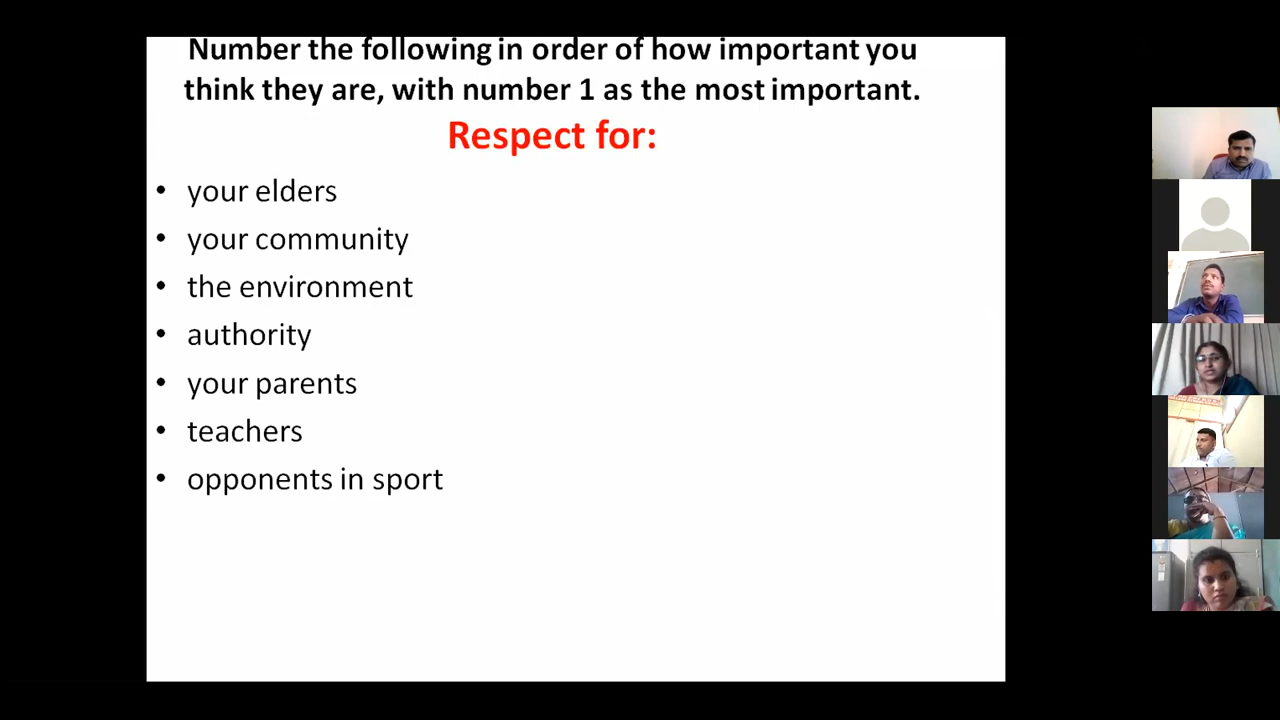 Number the following in order of how important you
think they are, with number 1 as the most important.
Respect for:
• your elders
• your community
• the environment
• authority
• your parents
• teachers
• opponents in sport